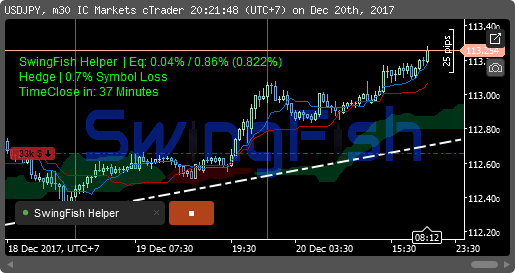 USDJPY, m30 IC Markets cTrader 20:21:48 (UTC+7) on Dec 20th, 2017
113.40
SwingFish Helper | Eq: 0.04% / 0.86% (0.822%)
Hedge | 0.7% Symbol Loss
TimeClose in: 37 Minutes
25 pips
113.254
113.20
113.00
SwingFish
112.80
33k $
112.60
112.40
SwingFish Helper
112.20
08:12
18 Dec 2017, UTC+7
19 Dec 07:30
19:30
20 Dec 03:30
15:30
23:30